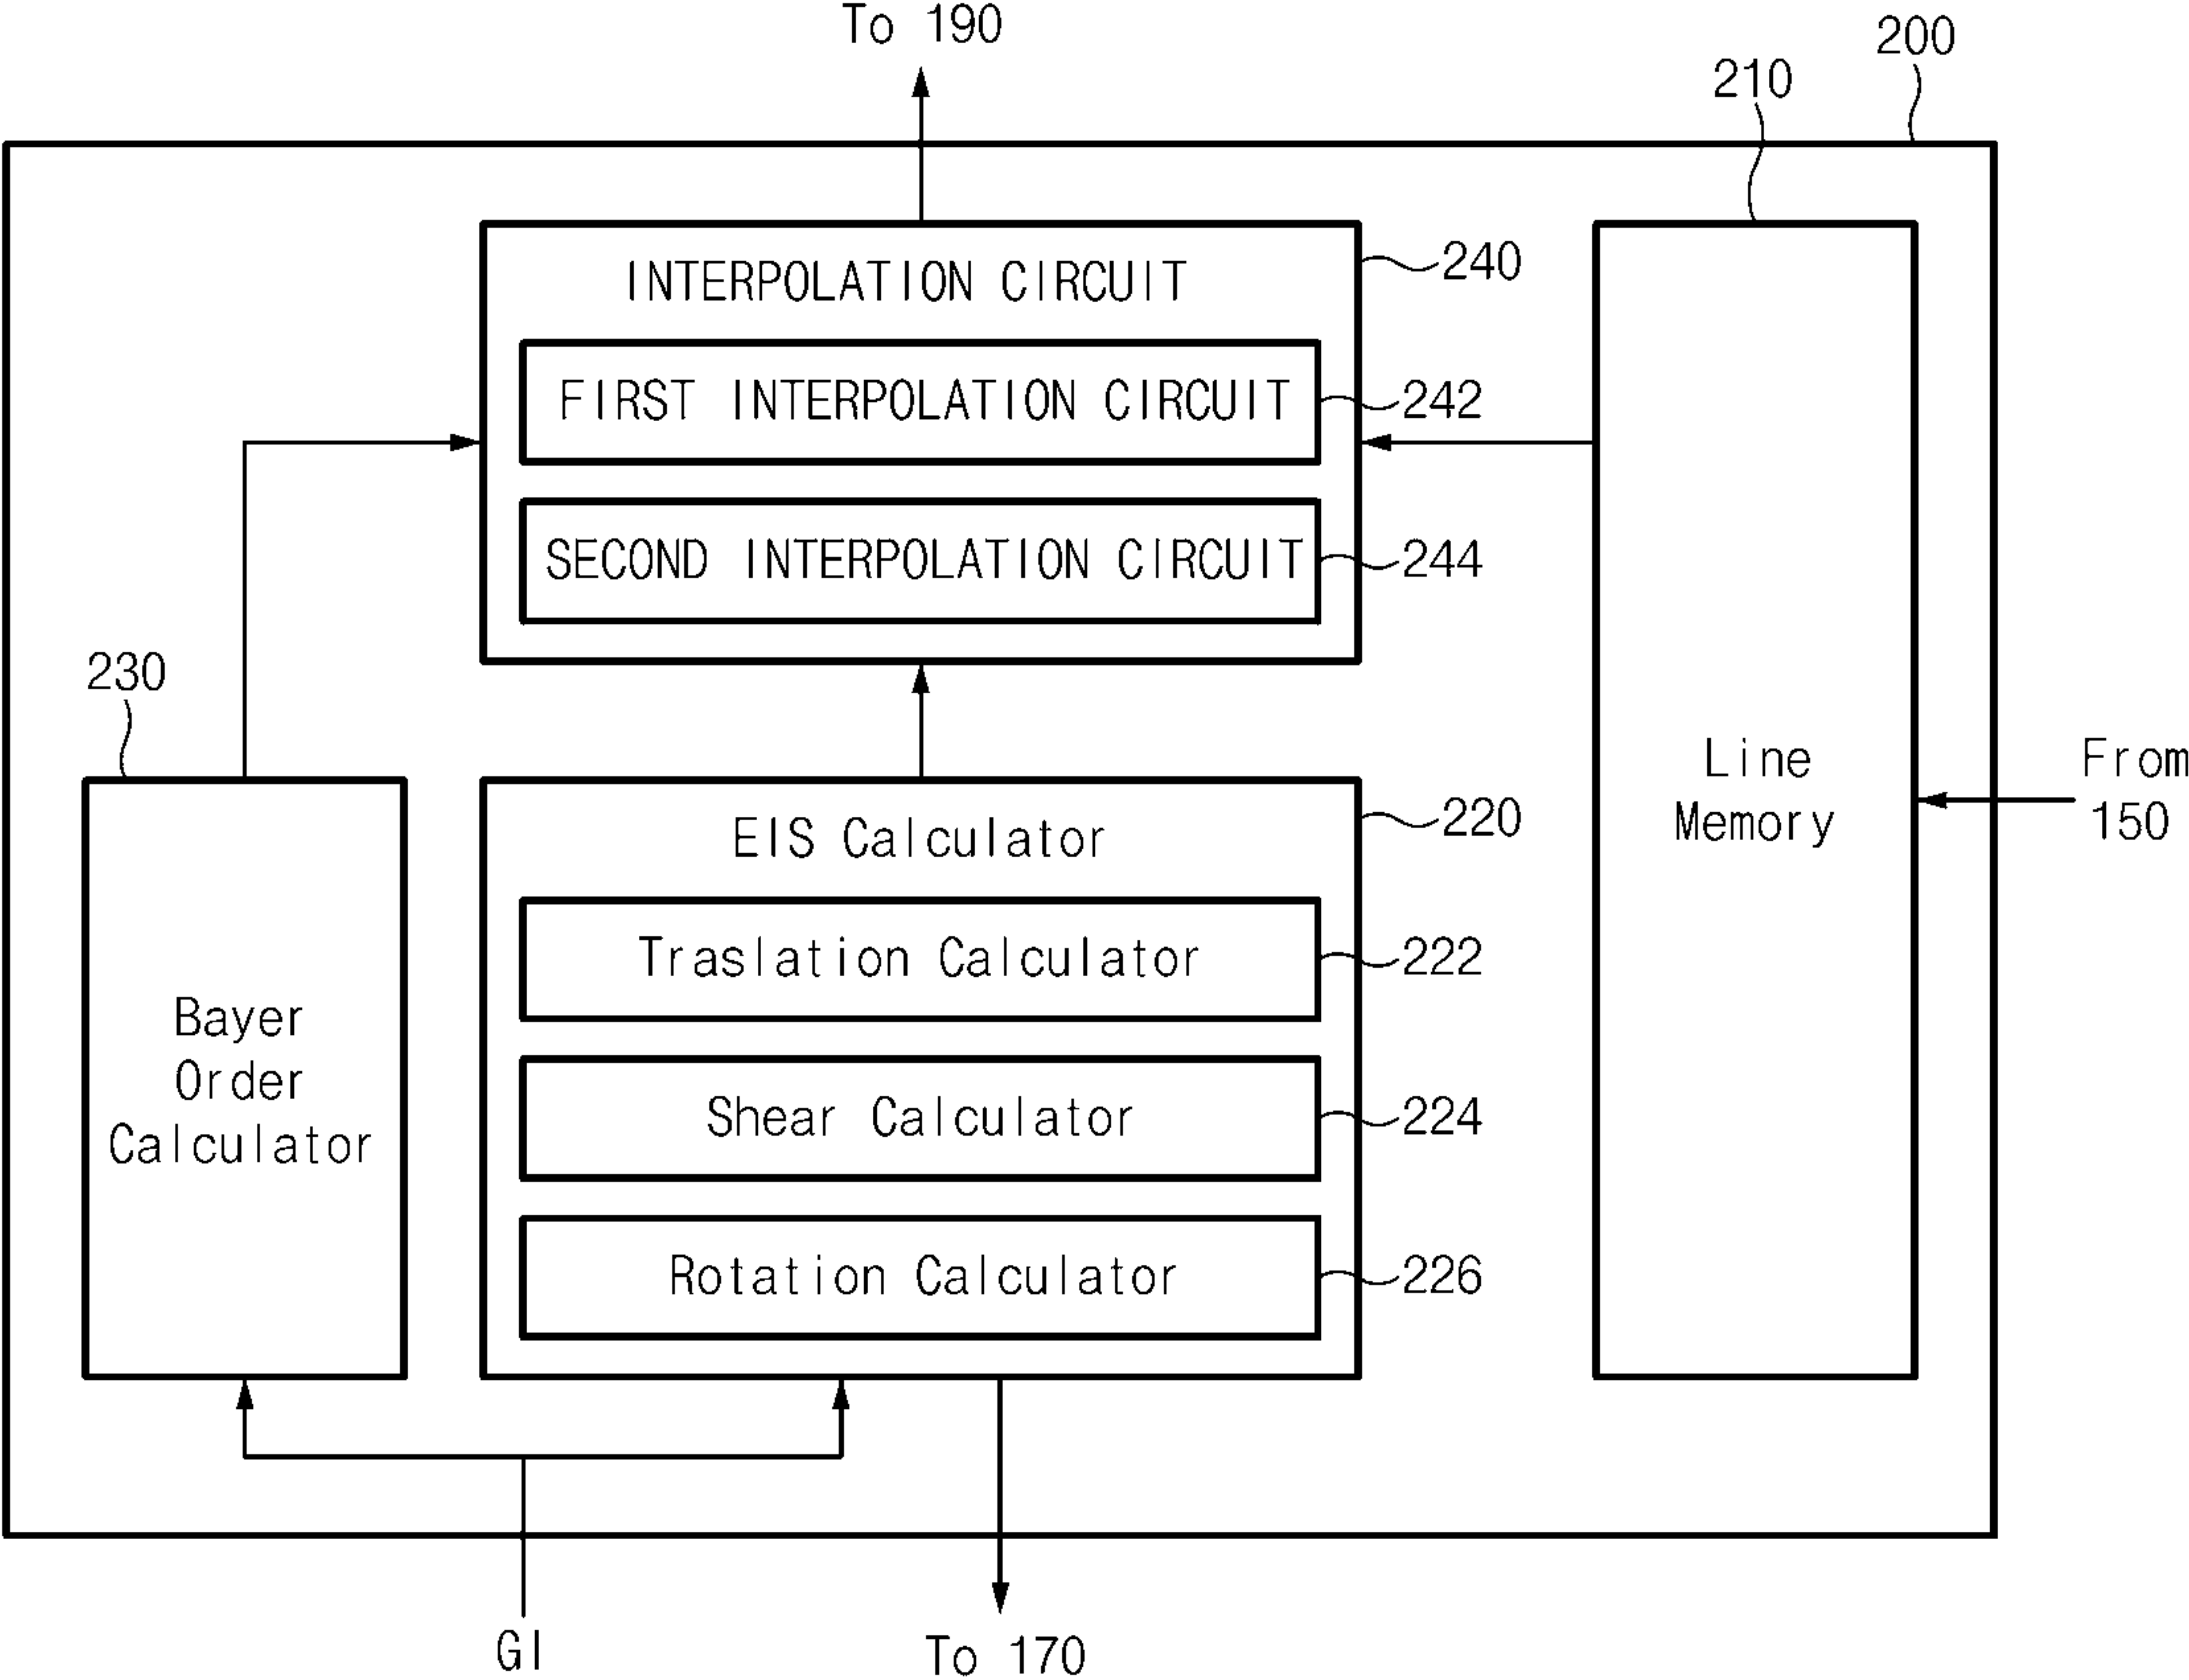 To 190
200
210
INTERPOLATION CIRCUIT
240
FIRST INTERPOLATION CIRCUIT
242
SECOND INTERPOLATION CIRCUIT
244
230
Line
Memory
From
150
EIS Calculator
220
Traslation Calculator
222
Bayer
Order
Calculator
Shear Calculator
224
Rotation Calculator
226
GI
To 170